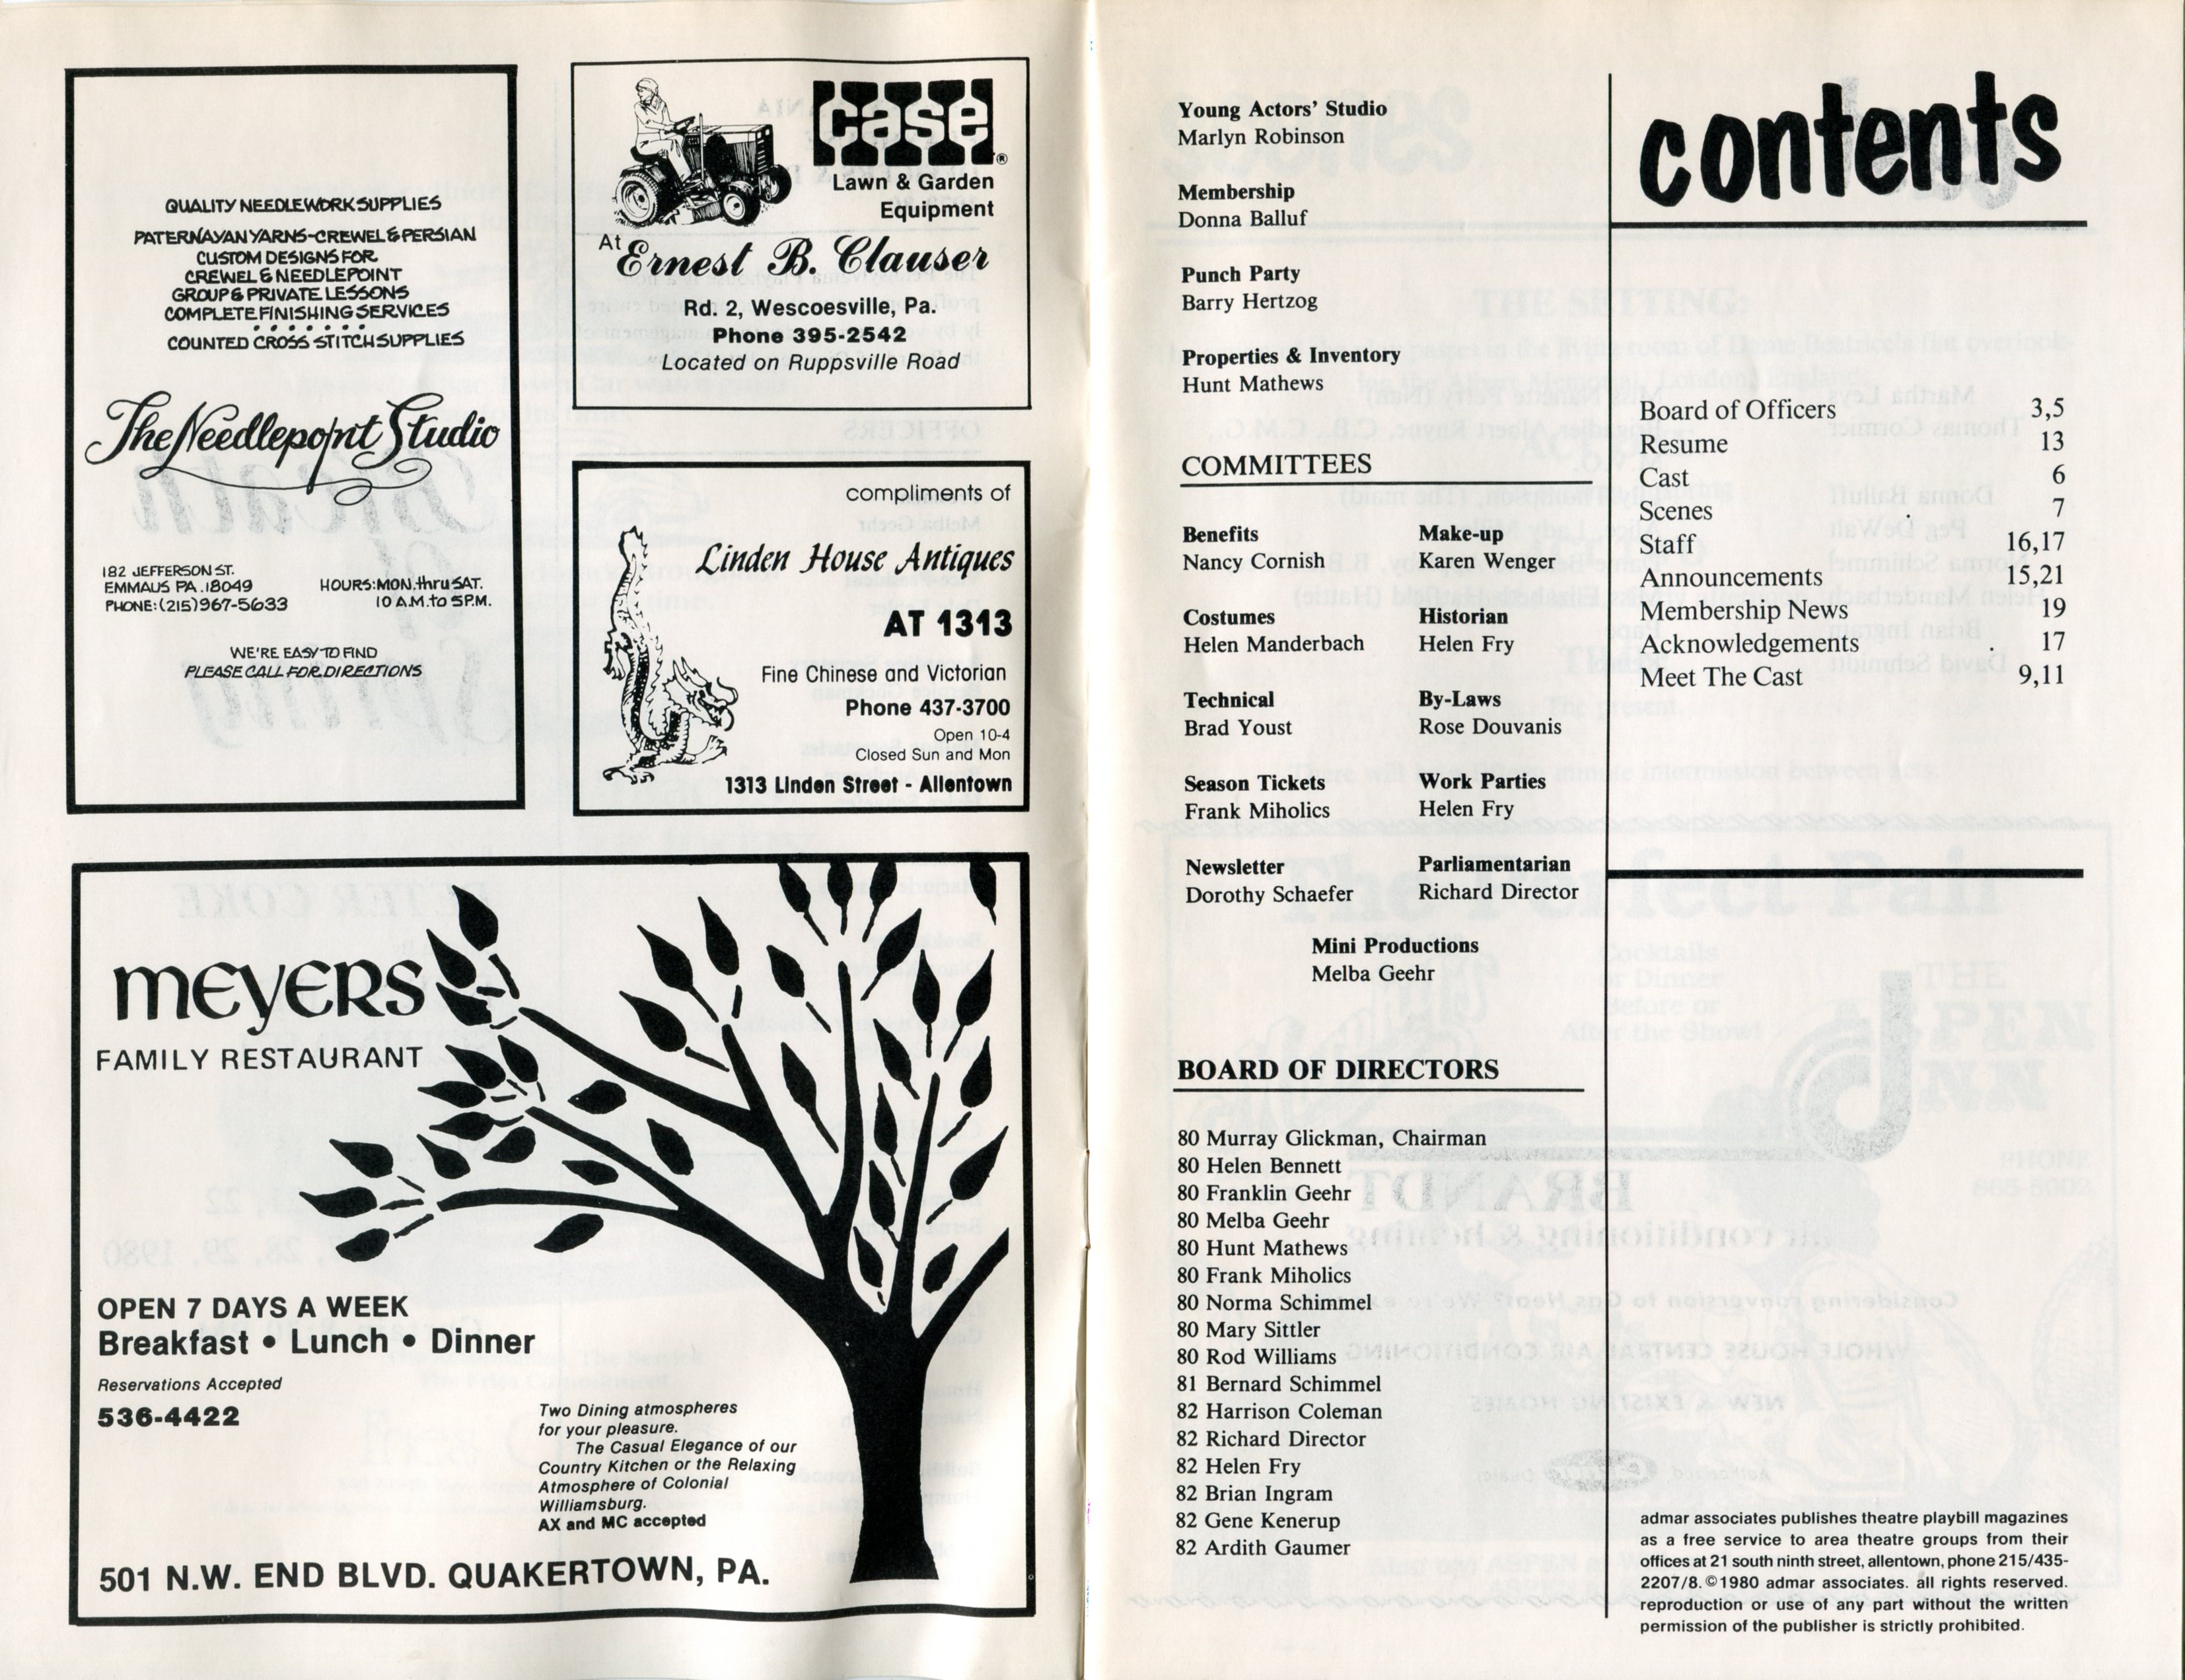 QUALITY NEEDLEWORK SUPPLIES
PATERNAYAN YARNS-CREWEL & PERSIAN
CUSTOM DESIGNS FOR
CREWEL & NEEDLEPOINT
GROUP & PRIVATE LESSONS
COMPLETE FINISHING SERVICES
• • • • • • •
COUNTED CROSS STITCH SUPPLIES
The Needlepoint Studio
182 JEFFERSON ST.
EMMAUS PA. 18049
PHONE: (215) 967-5633
HOURS: MON. thru SAT.
10 A.M. to 5 P.M.
WE'RE EASY TO FIND
PLEASE CALL FOR DIRECTIONS
case®
Lawn & Garden
Equipment
At Ernest B. Clauser
Rd. 2, Wescoesville, Pa.
Phone 395-2542
Located on Ruppsville Road
compliments of
Linden House Antiques
AT 1313
Fine Chinese and Victorian
Phone 437-3700
Open 10-4
Closed Sun and Mon
1313 Linden Street - Allentown
MEYERS
FAMILY RESTAURANT
OPEN 7 DAYS A WEEK
Breakfast • Lunch • Dinner
Reservations Accepted
536-4422
Two Dining atmospheres
for your pleasure.
The Casual Elegance of our
Country Kitchen or the Relaxing
Atmosphere of Colonial
Williamsburg.
AX and MC accepted
501 N.W. END BLVD. QUAKERTOWN, PA.
Young Actors' Studio
Marlyn Robinson
Membership
Donna Balluf
Punch Party
Barry Hertzog
Properties & Inventory
Hunt Mathews
COMMITTEES
Benefits
Nancy Cornish
Make-up
Karen Wenger
Costumes
Helen Manderbach
Historian
Helen Fry
Technical
Brad Youst
By-Laws
Rose Douvanis
Season Tickets
Frank Miholics
Work Parties
Helen Fry
Newsletter
Dorothy Schaefer
Parliamentarian
Richard Director
Mini Productions
Melba Geehr
BOARD OF DIRECTORS
80 Murray Glickman, Chairman
80 Helen Bennett
80 Franklin Geehr
80 Melba Geehr
80 Hunt Mathews
80 Frank Miholics
80 Norma Schimmel
80 Mary Sittler
80 Rod Williams
81 Bernard Schimmel
82 Harrison Coleman
82 Richard Director
82 Helen Fry
82 Brian Ingram
82 Gene Kenerup
82 Ardith Gaumer
contents
Board of Officers 3,5
Resume 13
Cast 6
Scenes 7
Staff 16,17
Announcements 15,21
Membership News 19
Acknowledgements 17
Meet The Cast 9,11
admar associates publishes theatre playbill magazines
as a free service to area theatre groups from their
offices at 21 south ninth street, allentown, phone 215/435-
2207/8. ©1980 admar associates. all rights reserved.
reproduction or use of any part without the written
permission of the publisher is strictly prohibited.